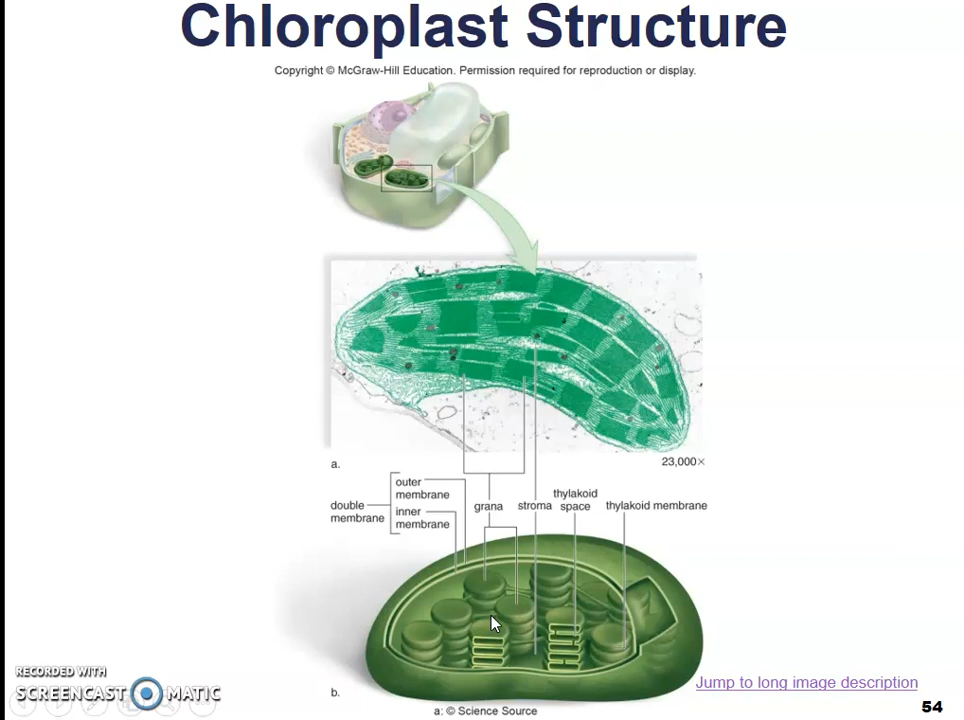 Chloroplast Structure
Copyright © McGraw-Hill Education. Permission required for reproduction or display.
a.
23,000×
double
membrane
outer
membrane
inner
membrane
grana
stroma
thylakoid
space
thylakoid membrane
b.
Jump to long image description
a: © Science Source
54
RECORDED WITH
SCREENCAST MATIC